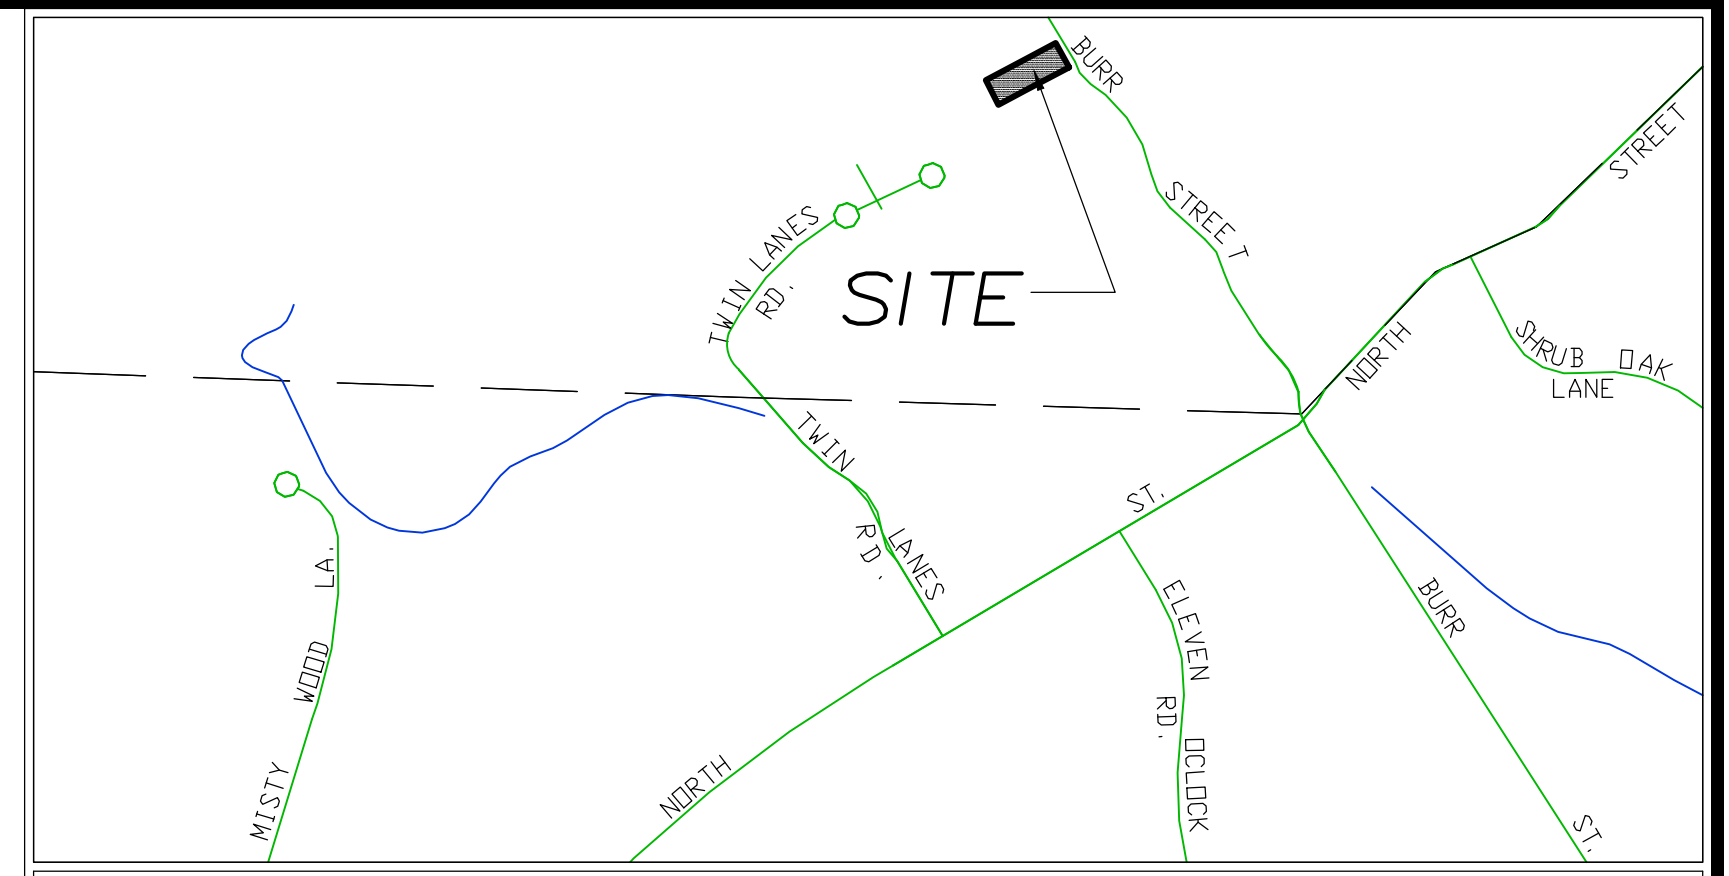 BURR
STREE T
STREET
TWIN LANES
RD.
SITE
NORTH
SHRUB OAK
LANE
TWIN
LANES
RD.
ST.
LA.
WOOD
MISTY
ELEVEN
RD.
OCLOCK
BURR
ST.
NORTH